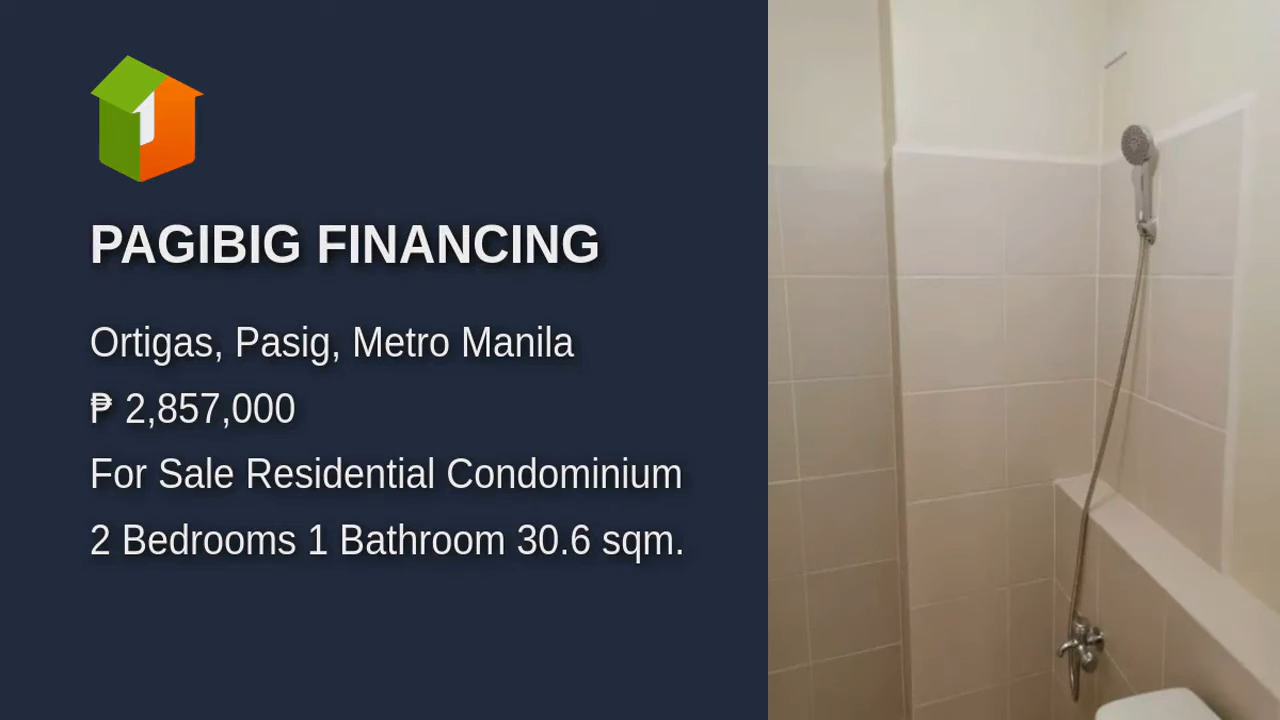 PAGIBIG FINANCING
Ortigas, Pasig, Metro Manila
₱ 2,857,000
For Sale Residential Condominium
2 Bedrooms 1 Bathroom 30.6 sqm.